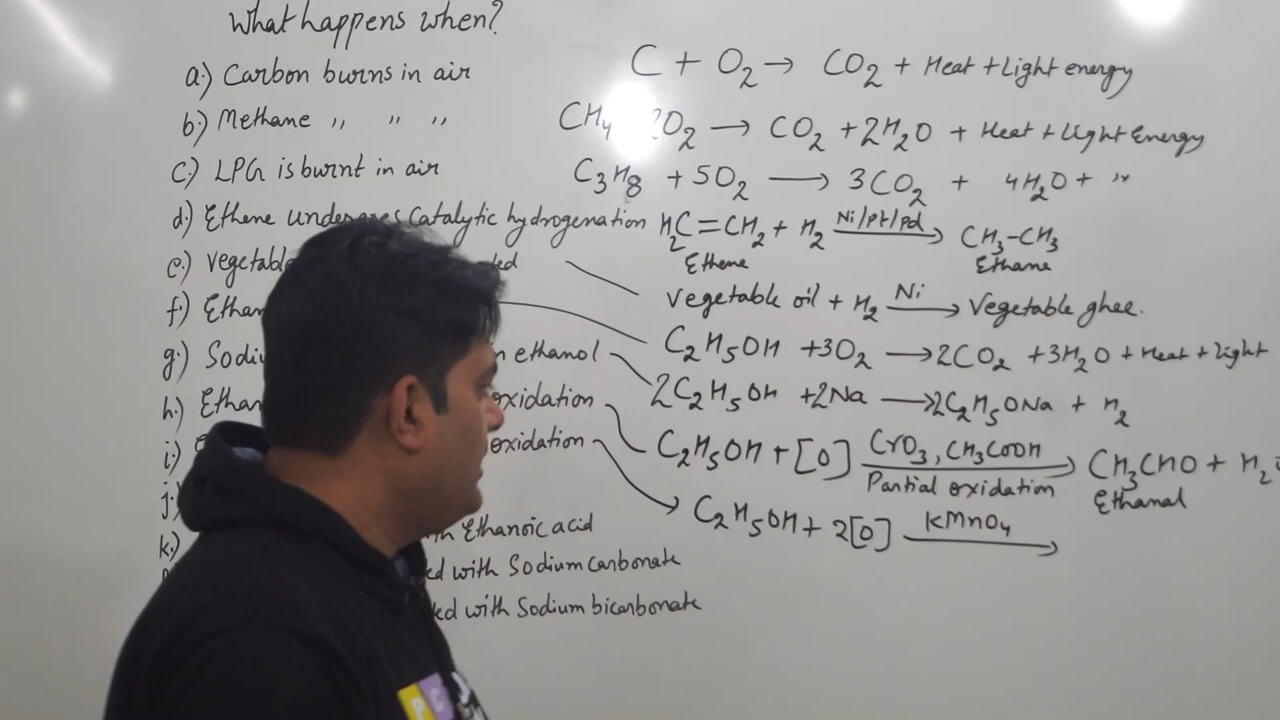 What happens when?
a.) Carbon burns in air
C + O2 → CO2 + Heat + Light energy
b.) Methane ,, ,, ,,
CH4 2O2 → CO2 + 2H2O + Heat + Light Energy
c.) LPG is burnt in air
C3H8 + 5O2 → 3CO2 + 4H2O + ,,
d.) Ethene undergoes Catalytic hydrogenation
H2C=CH2 + H2 Ni/Pt/Pd → CH3-CH3
Ethene Ethane
e.) Vegetable
Vegetable oil + H2 Ni → Vegetable ghee.
f.) Ethan
C2H5OH + 3O2 → 2CO2 + 3H2O + Heat + Light
g.) Sodi n ethanol
2C2H5OH + 2Na → 2C2H5ONa + H2
h.) Ethan oxidation
C2H5OH + [O] CrO3, CH3COOH → CH3CHO + H2O
Partial oxidation Ethanal
i.) oxidation
C2H5OH + 2[O] KMnO4 →
j.)
k.) Ethanoic acid
ed with Sodium Carbonate
ked with Sodium bicarbonate